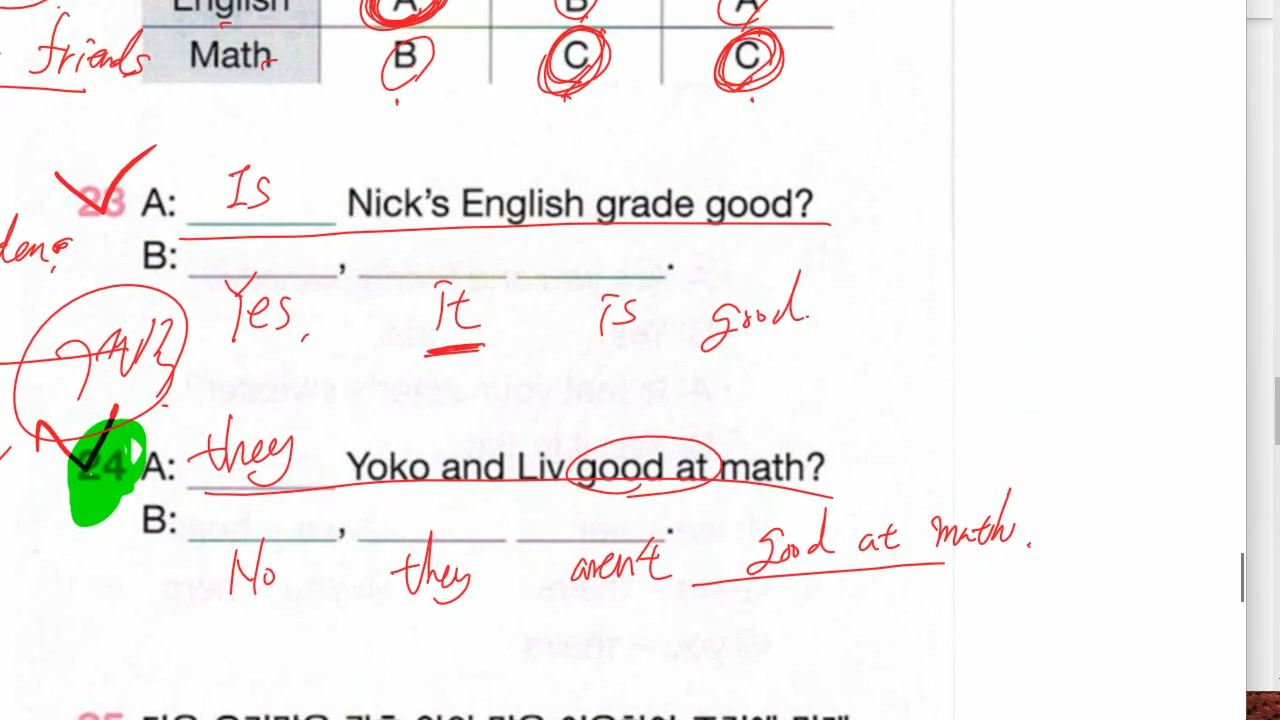 English A B A
friends Math B C C
23 A: Is Nick's English grade good?
B: Yes, it is good.
24 A: they Yoko and Liv good at math?
B: No, they aren't good at math.